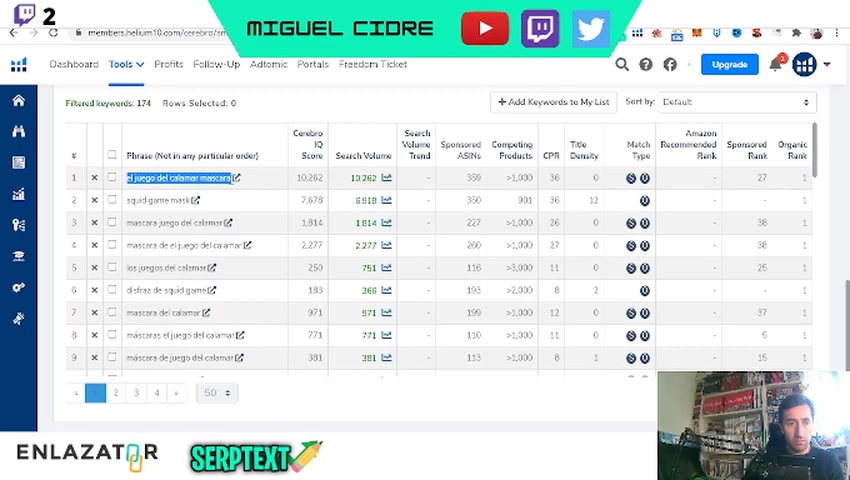 2
MIGUEL CIDRE
members.helium10.com/cerebro/am
Dashboard Tools Profits Follow-Up Adtomic Portals Freedom Ticket
Upgrade
Filtered keywords: 174 Rows Selected: 0
+ Add Keywords to My List
Sort by: Default
# Phrase (Not in any particular order) Cerebro IQ Score Search Volume Search Volume Trend Sponsored ASINs Competing Products CPR Title Density Match Type Amazon Recommended Rank Sponsored Rank Organic Rank
1 × el juego del calamar mascara 10,262 10,262 - 359 >1,000 36 0 - 27 1
2 × squid game mask 7,678 6,919 - 350 901 36 12 - - 1
3 × mascara juego del calamar 1,814 1,814 - 227 >1,000 26 0 - 38 1
4 × mascara de el juego del calamar 2,277 2,277 - 260 >1,000 27 0 - 38 1
5 × los juegos del calamar 250 751 - 116 >3,000 11 0 - 25 1
6 × disfraz de squid game 183 366 - 193 >2,000 8 2 - - 1
7 × mascara del calamar 971 971 - 199 >1,000 12 0 - 37 1
8 × máscaras el juego del calamar 771 771 - 110 >1,000 11 0 - 5 1
9 × máscara de juego del calamar 381 381 - 113 >1,000 8 1 - 15 1
« 1 2 3 4 » 50
ENLAZATOR
SERPTEXT